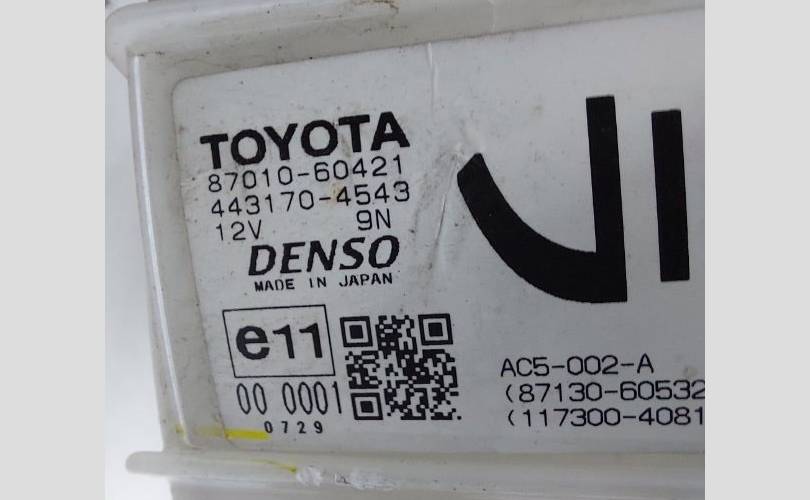 TOYOTA
87010-60421
443170-4543
12V 9N
DENSO
MADE IN JAPAN
e11
00 0001
0729
AC5-002-A
(87130-60532
(117300-4081